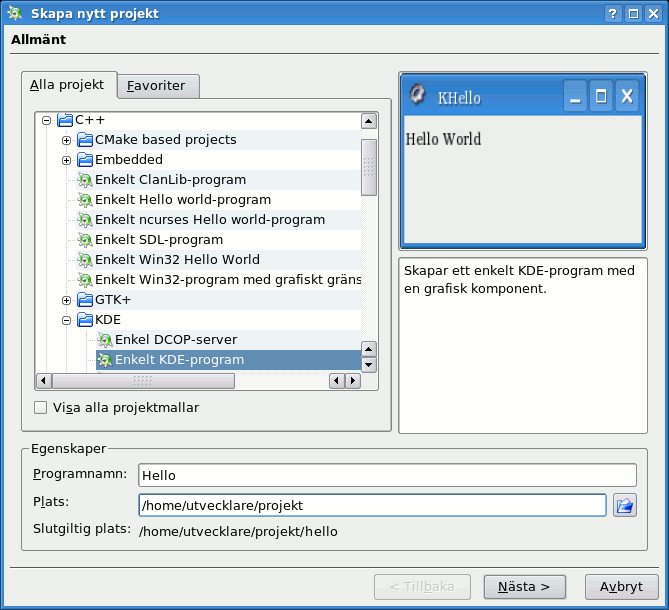 Skapa nytt projekt
Allmänt
Alla projekt
Favoriter
C++
CMake based projects
Embedded
Enkelt ClanLib-program
Enkelt Hello world-program
Enkelt ncurses Hello world-program
Enkelt SDL-program
Enkelt Win32 Hello World
Enkelt Win32-program med grafiskt gräns
GTK+
KDE
Enkel DCOP-server
Enkelt KDE-program
Visa alla projektmallar
KHello
Hello World
Skapar ett enkelt KDE-program med
en grafisk komponent.
Egenskaper
Programnamn: Hello
Plats: /home/utvecklare/projekt
Slutgiltig plats: /home/utvecklare/projekt/hello
< Tillbaka
Nästa >
Avbryt